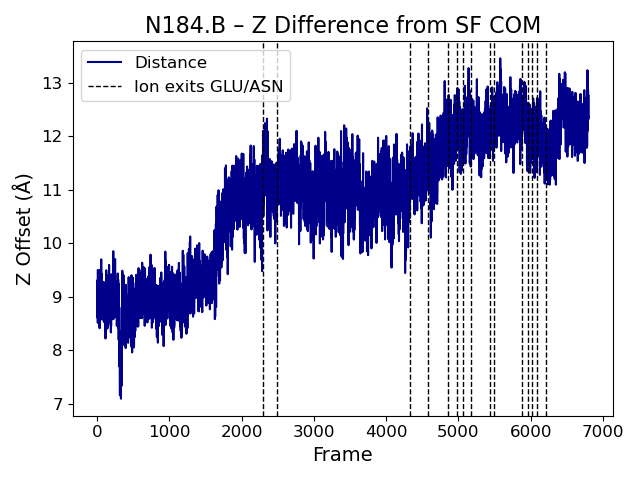 N184.B – Z Difference from SF COM
Distance
Ion exits GLU/ASN
Z Offset (Å)
13
12
11
10
9
8
7
0 1000 2000 3000 4000 5000 6000 7000
Frame